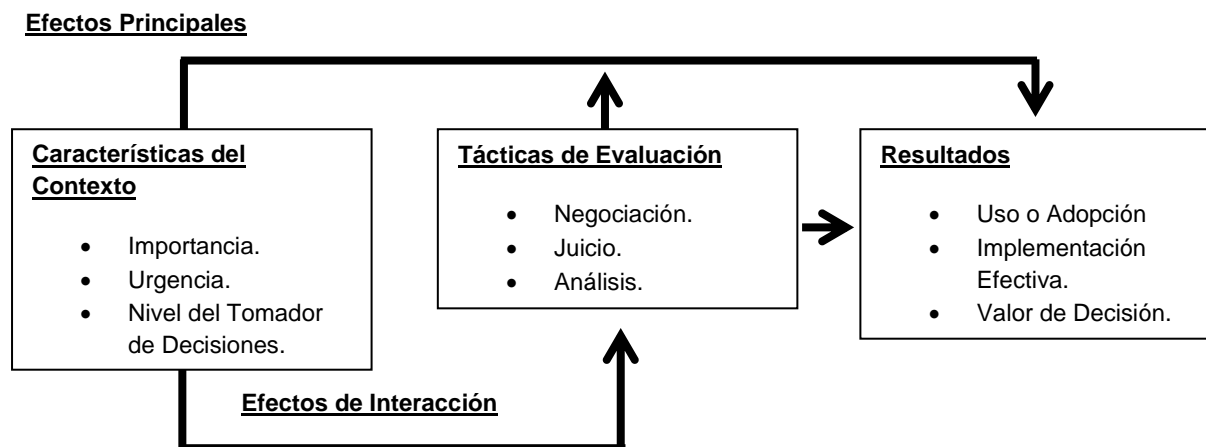 Efectos Principales
Características del
Contexto
• Importancia.
• Urgencia.
• Nivel del Tomador
de Decisiones.
Tácticas de Evaluación
• Negociación.
• Juicio.
• Análisis.
Resultados
• Uso o Adopción
• Implementación
Efectiva.
• Valor de Decisión.
Efectos de Interacción